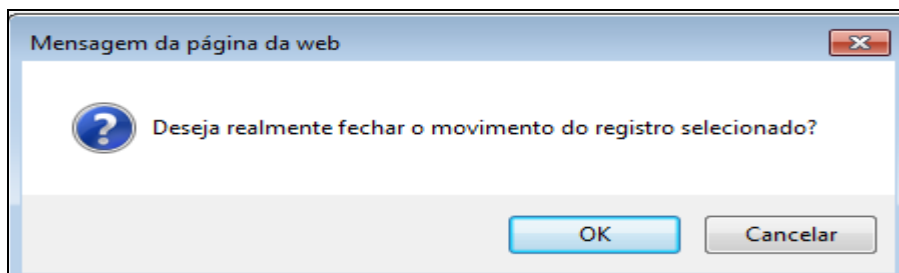 Mensagem da página da web
Deseja realmente fechar o movimento do registro selecionado?
OK
Cancelar